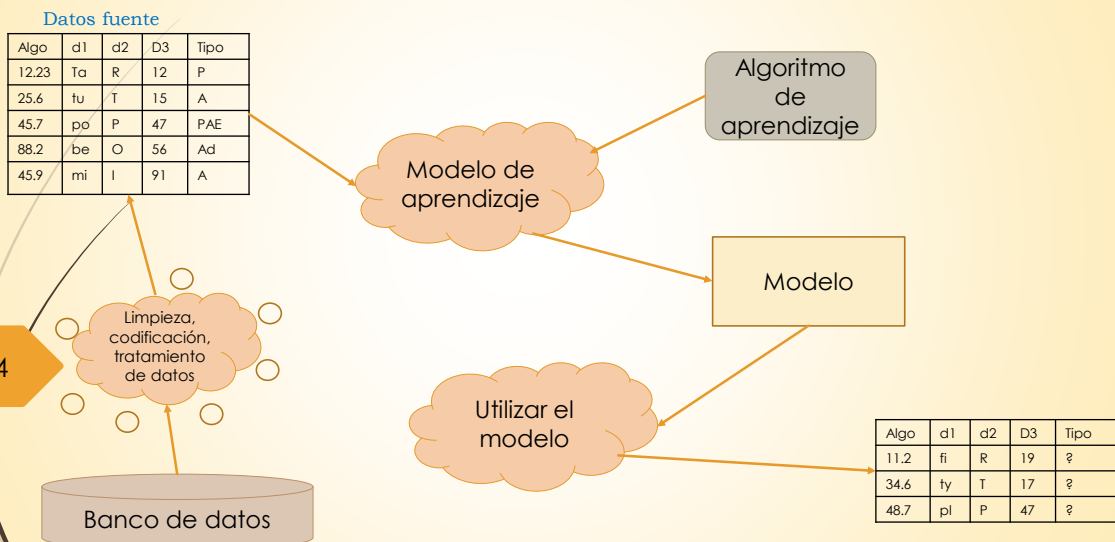 Datos fuente
Algo d1 d2 D3 Tipo
12.23 Ta R 12 P
25.6 tu T 15 A
45.7 po P 47 PAE
88.2 be O 56 Ad
45.9 mi I 91 A
Algoritmo
de
aprendizaje
Modelo de
aprendizaje
Modelo
Limpieza,
codificación,
tratamiento
de datos
4
Utilizar el
modelo
Algo d1 d2 D3 Tipo
11.2 fi R 19 ?
34.6 ty T 17 ?
48.7 pl P 47 ?
Banco de datos